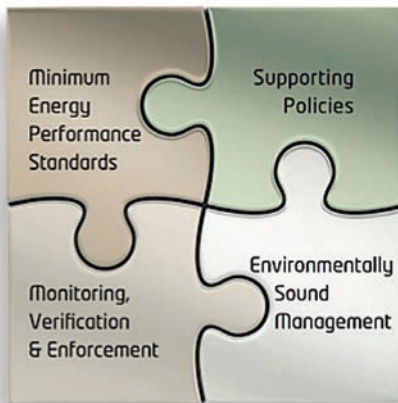 Minimum
Energy
Performance
Standards
Supporting
Policies
Monitoring,
Verification
& Enforcement
Environmentally
Sound
Management